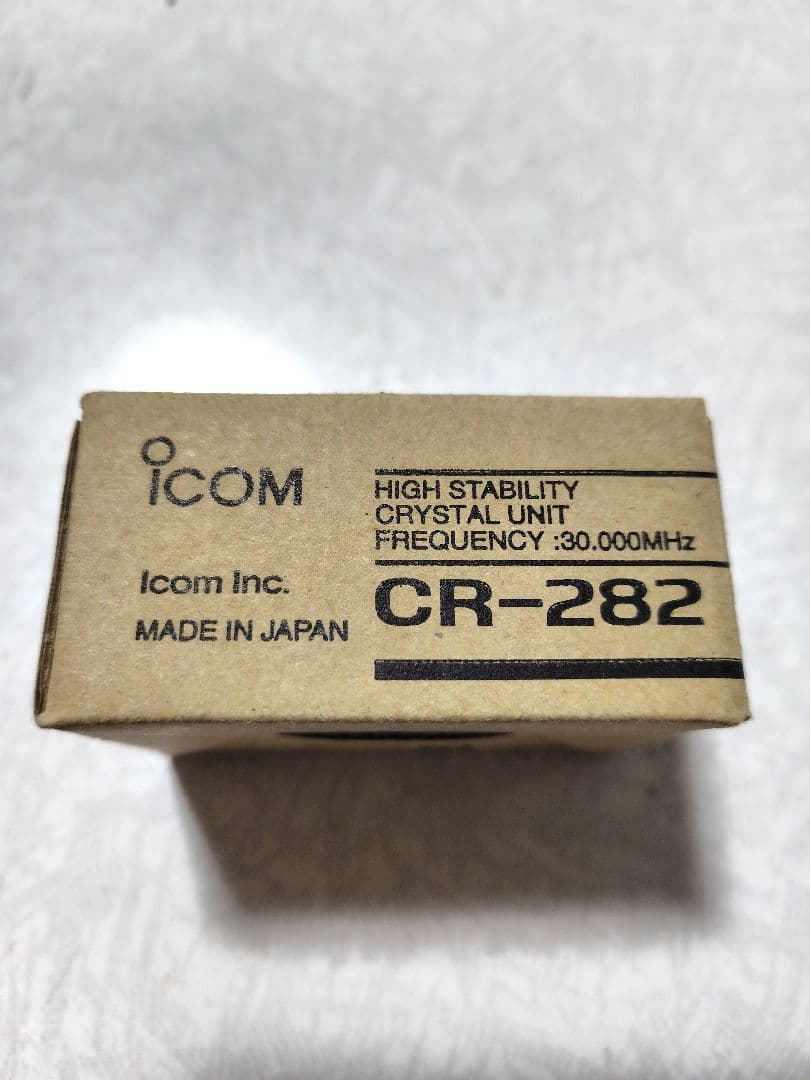 iCOM
Icom Inc.
MADE IN JAPAN
HIGH STABILITY
CRYSTAL UNIT
FREQUENCY :30.000MHz
CR-282